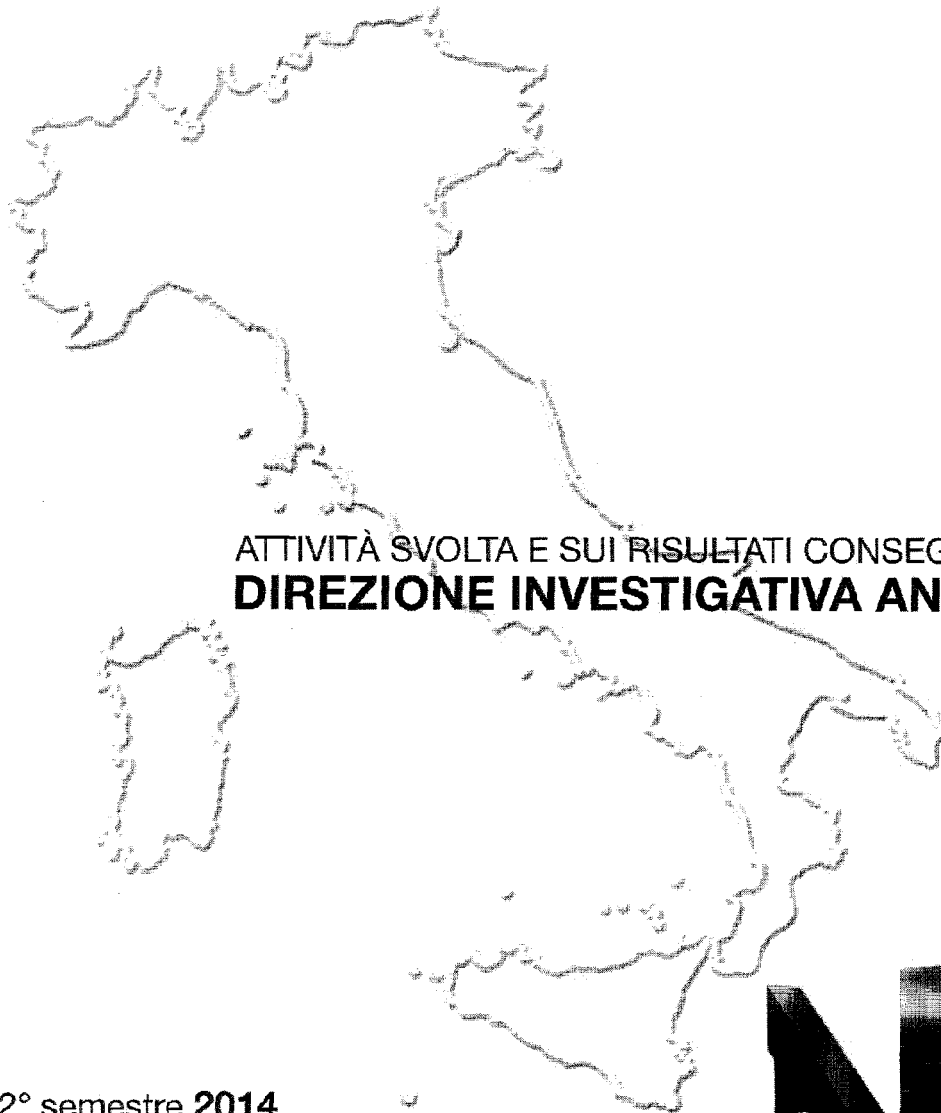 ATTIVITÀ SVOLTA E SUI RISULTATI CONSEG
DIREZIONE INVESTIGATIVA AN
2° semestre 2014